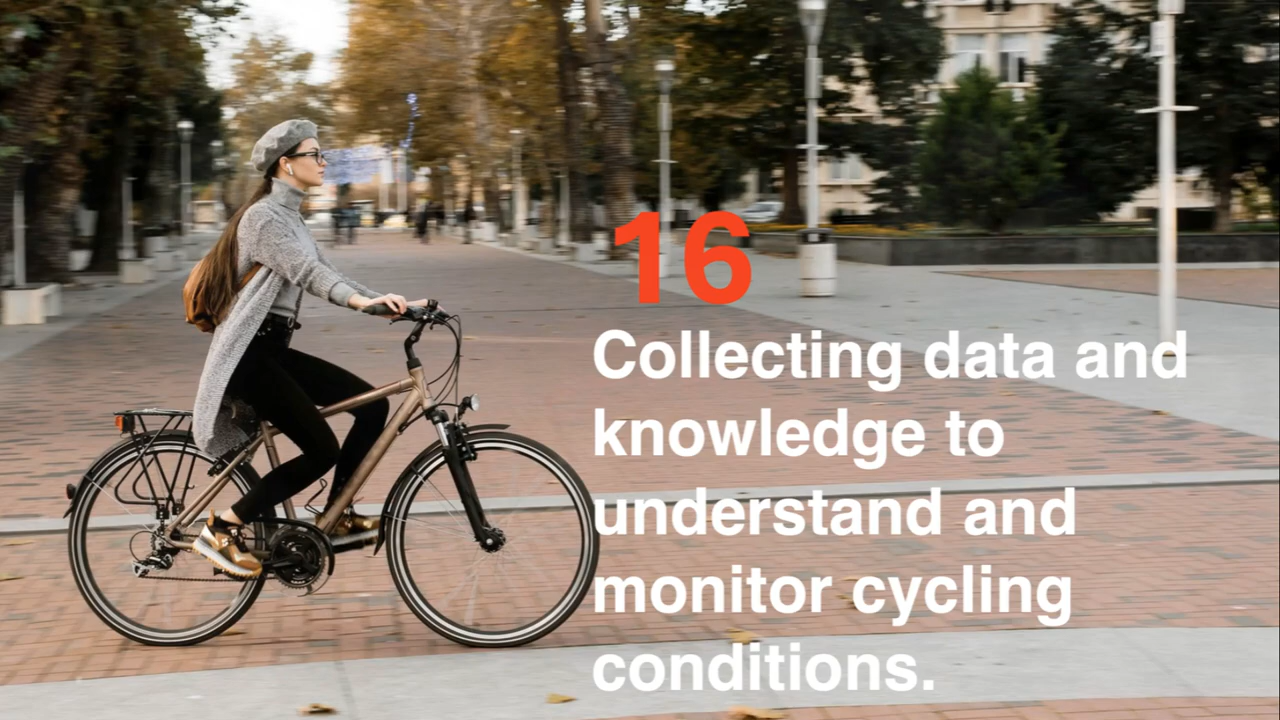 16
Collecting data and
knowledge to
understand and
monitor cycling
conditions.